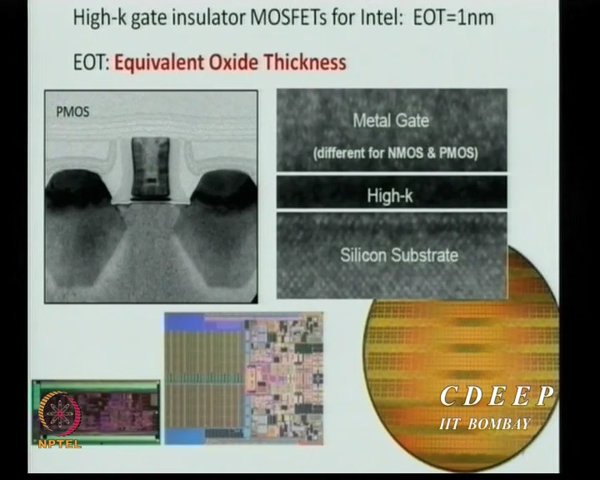 High-k gate insulator MOSFETs for Intel: EOT=1nm
EOT: Equivalent Oxide Thickness
PMOS
Metal Gate
(different for NMOS & PMOS)
High-k
Silicon Substrate
CDEEP
IIT BOMBAY
NPTEL